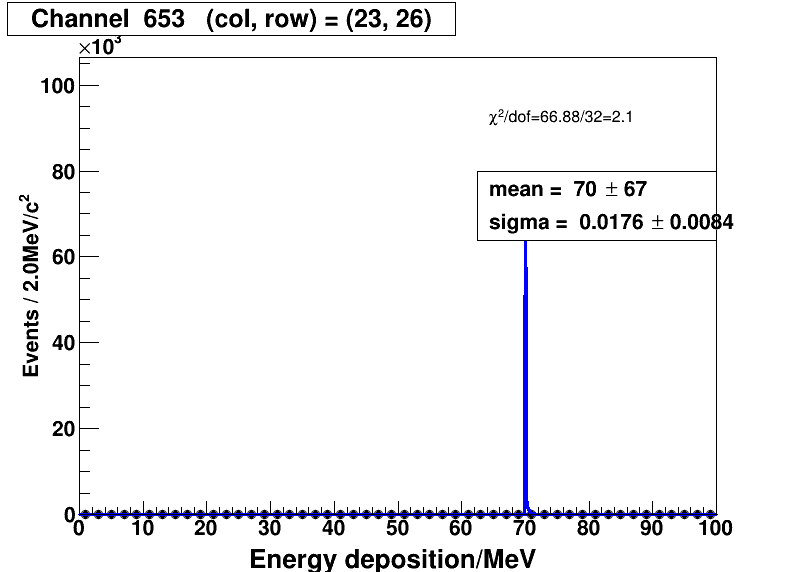 Channel  653   (col, row) = (23, 26)
×10³
100
80
60
40
20
0
Events / 2.0MeV/c²
χ²/dof=66.88/32=2.1
mean =  70 ± 67
sigma =  0.0176 ± 0.0084
0 10 20 30 40 50 60 70 80 90 100
Energy deposition/MeV